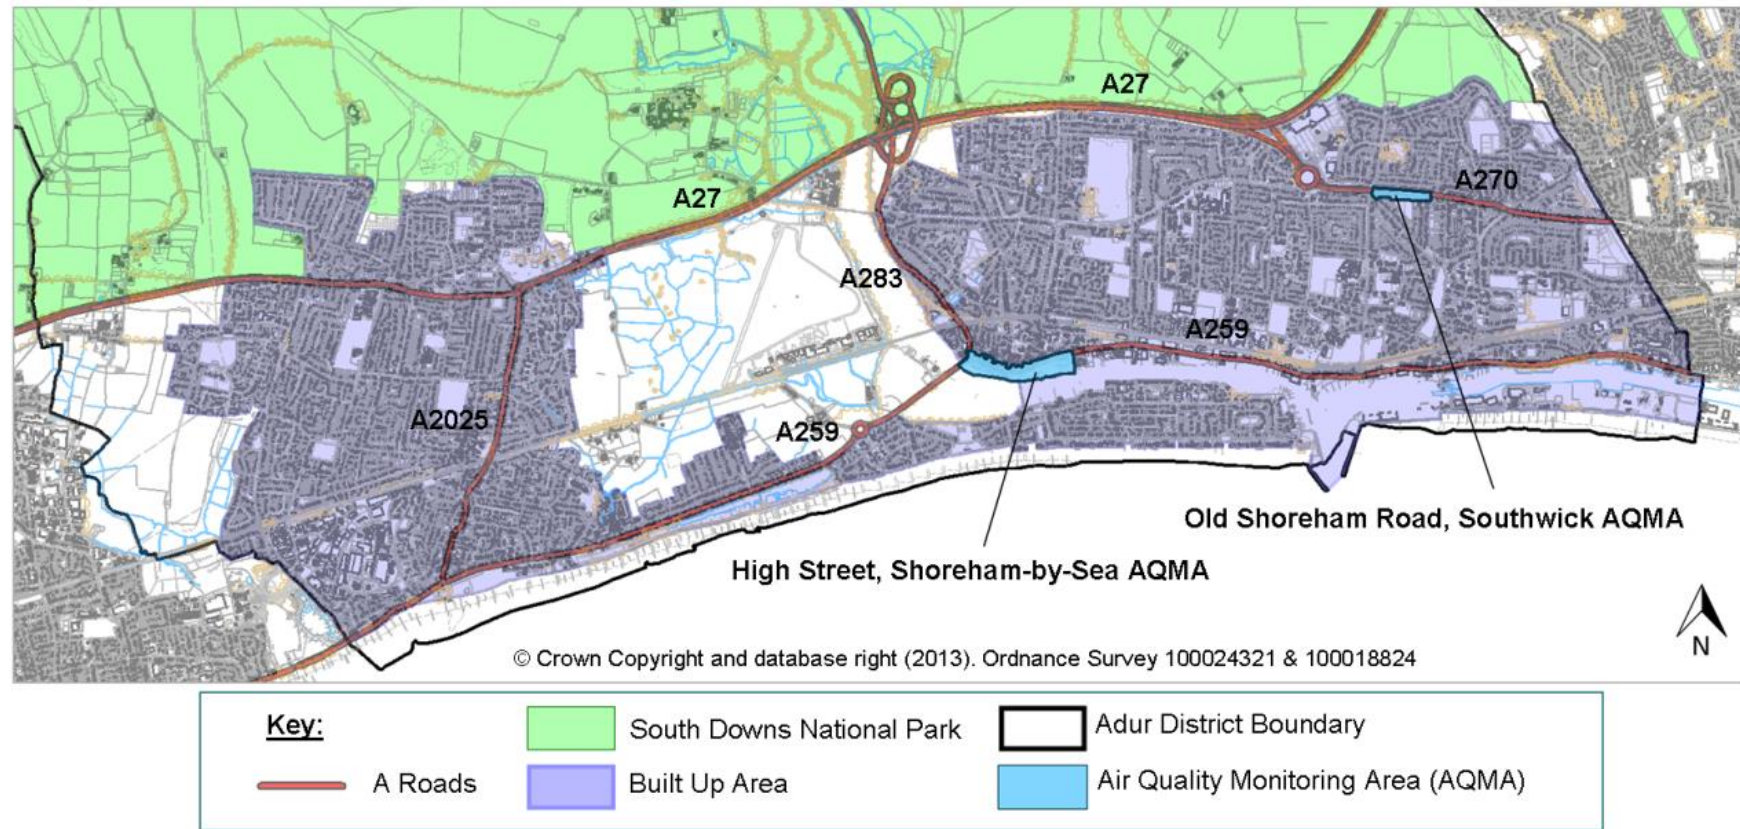 A27
A27
A270
A283
A259
A2025
A259
Old Shoreham Road, Southwick AQMA
High Street, Shoreham-by-Sea AQMA
N
© Crown Copyright and database right (2013). Ordnance Survey 100024321 & 100018824
Key:
South Downs National Park
Adur District Boundary
A Roads
Built Up Area
Air Quality Monitoring Area (AQMA)